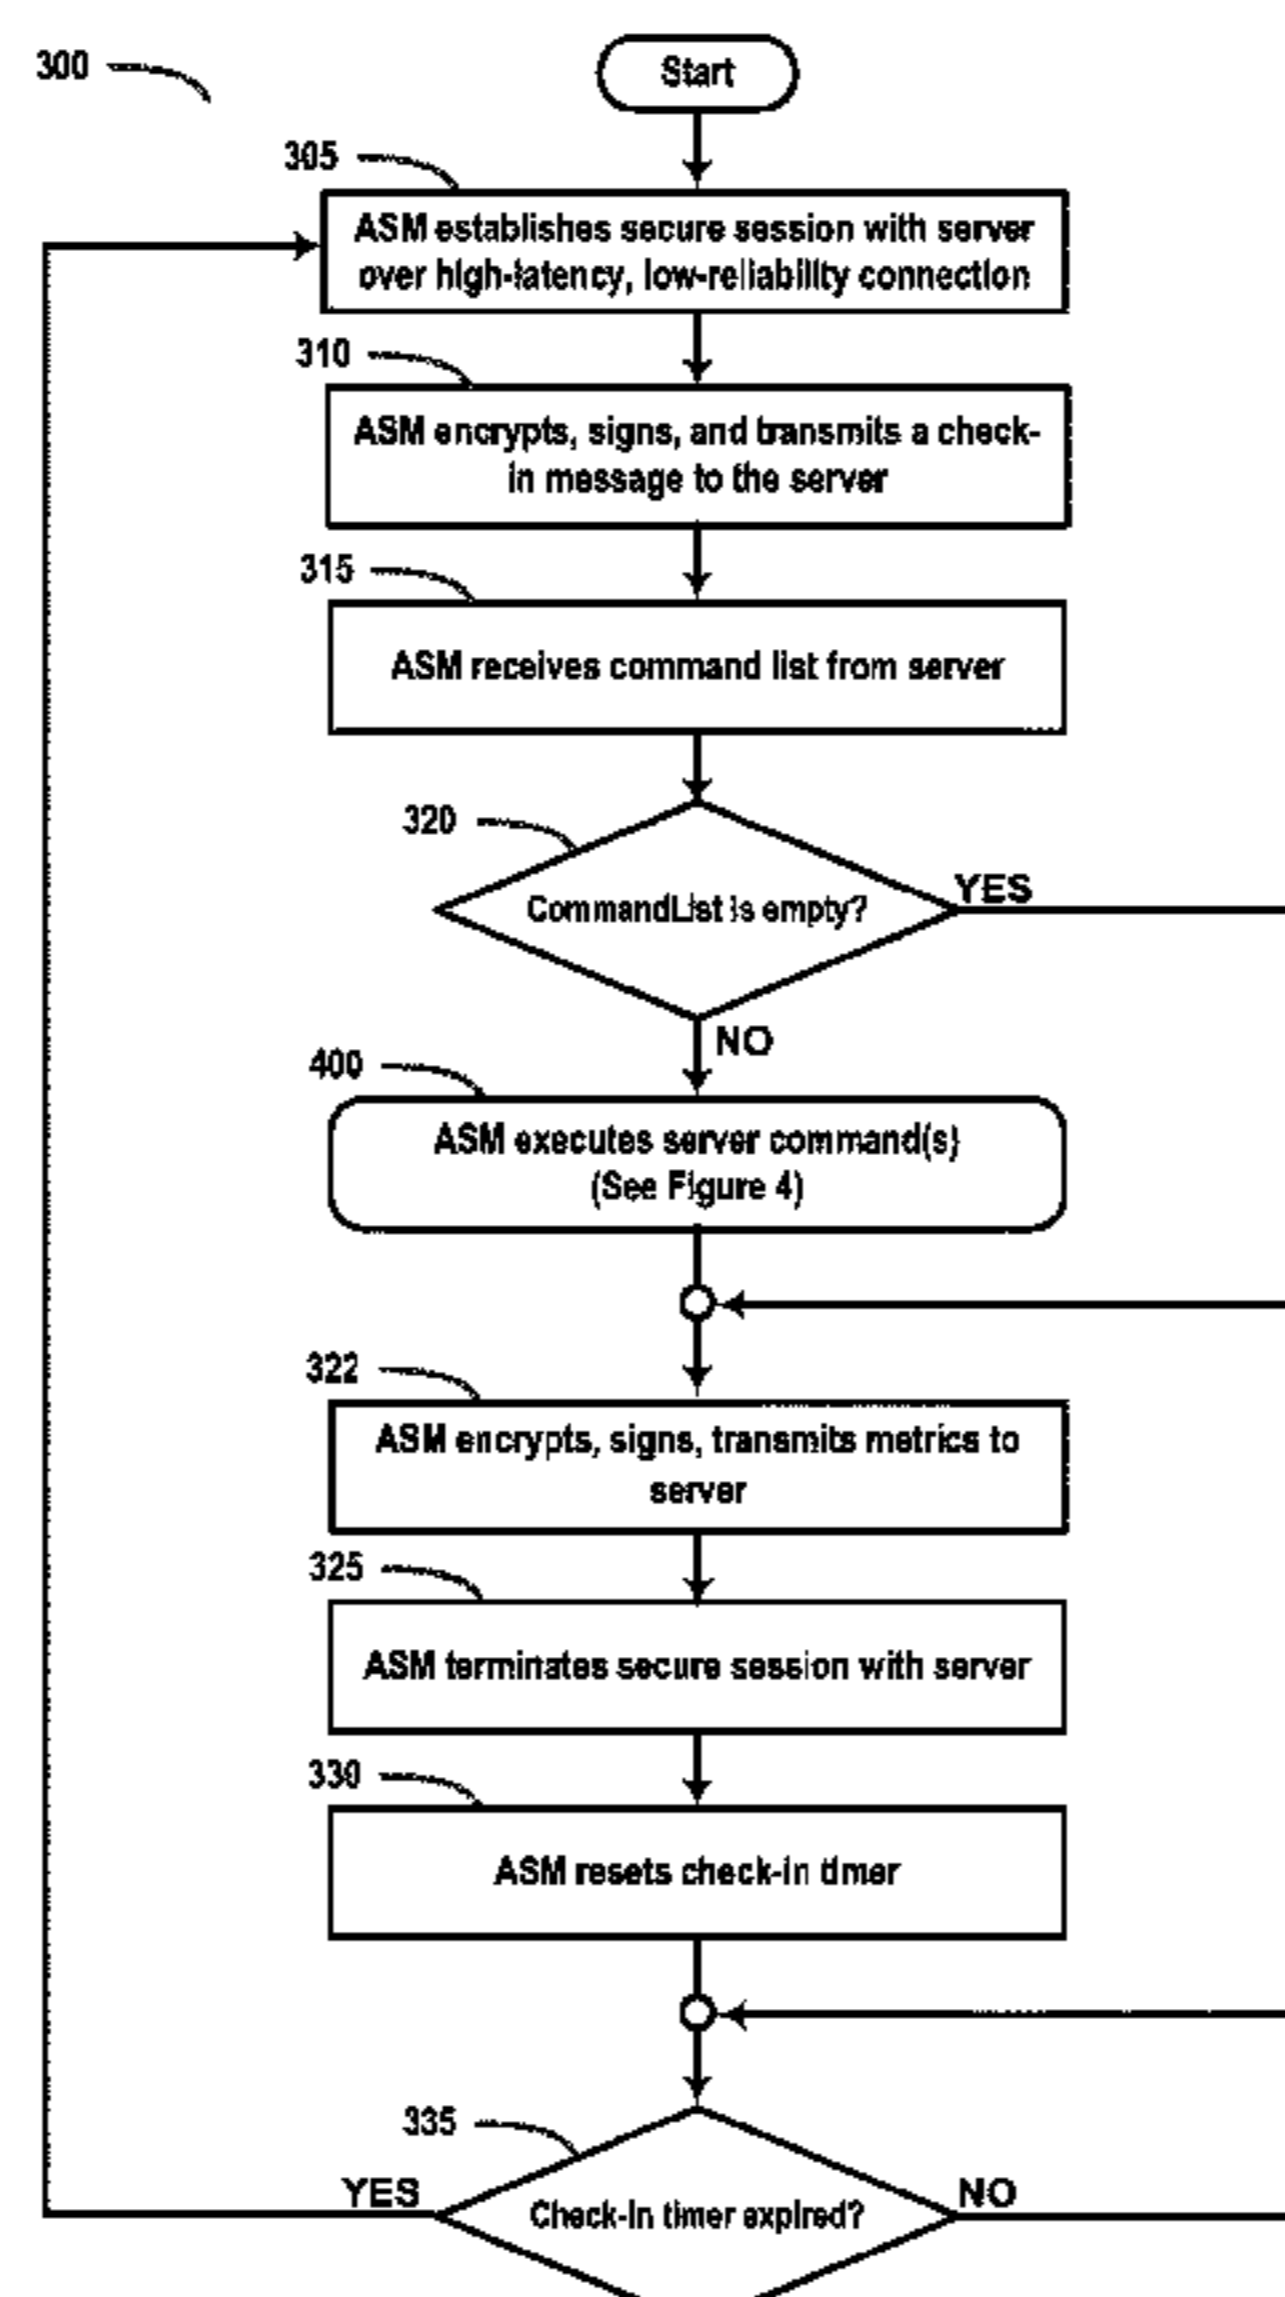 300
Start
305
ASM establishes secure session with server
over high-latency, low-reliability connection
310
ASM encrypts, signs, and transmits a check-
in message to the server
315
ASM receives command list from server
320
CommandList is empty?
YES
NO
400
ASM executes server command(s)
(See Figure 4)
322
ASM encrypts, signs, transmits metrics to
server
325
ASM terminates secure session with server
330
ASM resets check-in timer
335
YES
Check-in timer expired?
NO